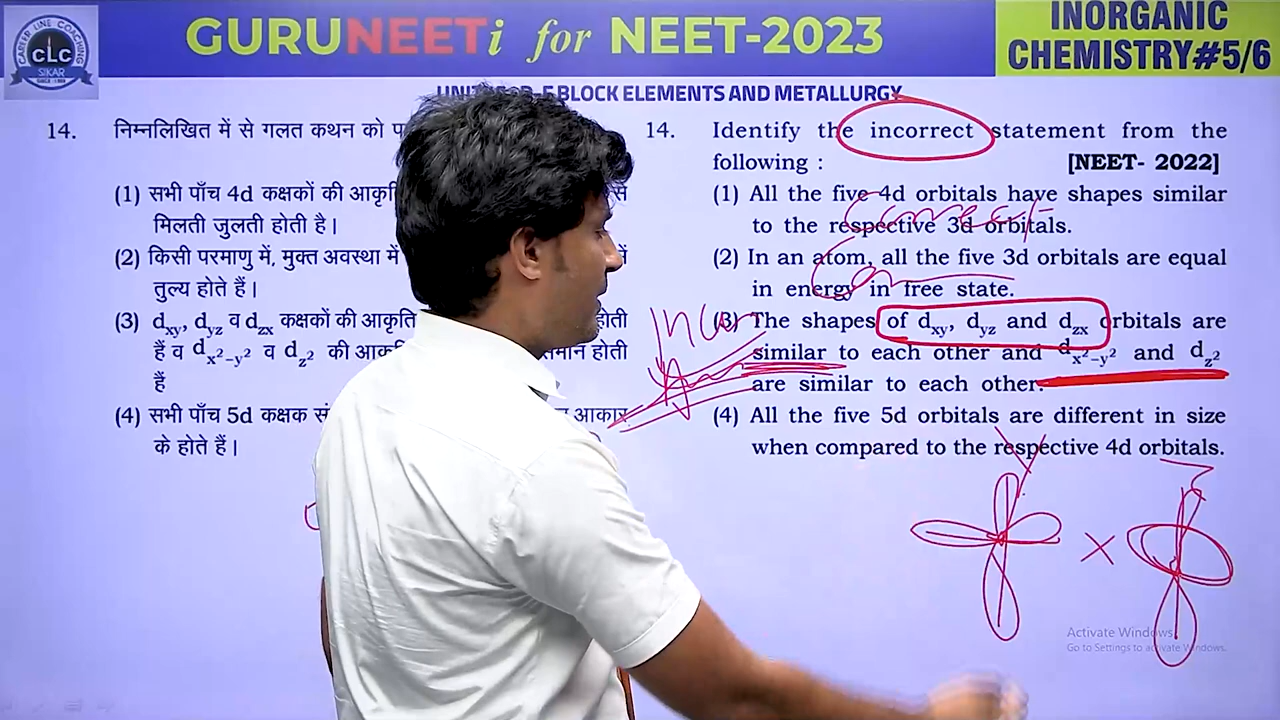 CAREER LINE COACHING
CLC
SIKAR
GURUNEETi for NEET-2023
INORGANIC
CHEMISTRY#5/6
BLOCK ELEMENTS AND METALLURGY
14. निम्नलिखित में से गलत कथन को
(1) सभी पाँच 4d कक्षकों की
मिलती जुलती होती है।
(2) किसी परमाणु में, मुक्त अवस्था में
तुल्य होते हैं।
(3) dxy, dyz व dzx कक्षकों की होती
हैं व dx²-y² व dz² की होती
हैं
(4) सभी पाँच 5d कक्षक आकार
के होते हैं।
14. Identify the incorrect statement from the
following : [NEET- 2022]
(1) All the five 4d orbitals have shapes similar
to the respective 3d orbitals.
correct
(2) In an atom, all the five 3d orbitals are equal
in energy in free state.
(3) The shapes of dxy, dyz and dzx orbitals are
similar to each other and dx²-y² and dz²
are similar to each other.
(4) All the five 5d orbitals are different in size
when compared to the respective 4d orbitals.
Y
Z
X
Activate Windows
Go to Settings to activate Windows.